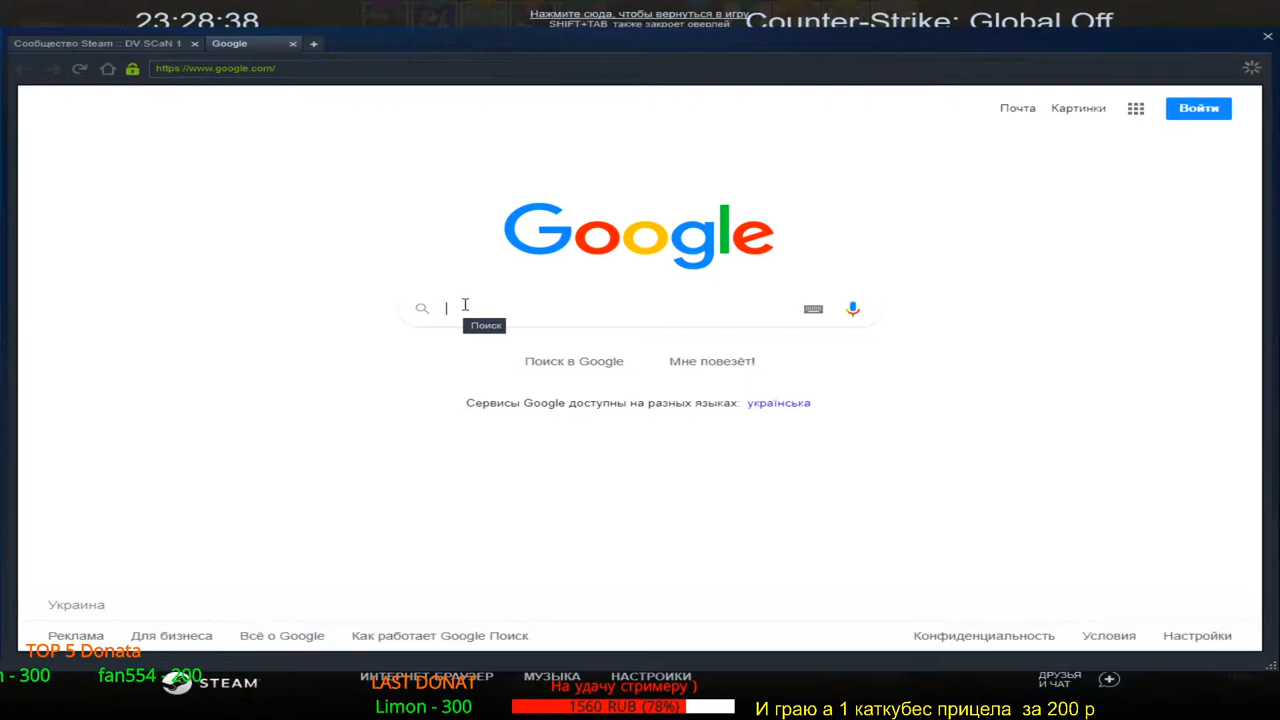 23:28:38
Нажмите сюда, чтобы вернуться в игру
SHIFT+TAB также закроет оверлей
Counter-Strike: Global Off
Сообщество Steam :: DV SCaN 1
Google
https://www.google.com/
Почта Картинки Войти
Google
Поиск
Поиск в Google Мне повезёт!
Сервисы Google доступны на разных языках: українська
Украина
Реклама Для бизнеса Всё о Google Как работает Google Поиск Конфиденциальность Условия Настройки
TOP 5 Donata
n - 300 fan554 - 200
STEAM
ИНТЕРНЕТ-БРАУЗЕР МУЗЫКА НАСТРОЙКИ
ДРУЗЬЯ
И ЧАТ
LAST DONAT
Limon - 300
На удачу стримеру )
1560 RUB (78%)
И граю а 1 каткубес прицела за 200 р